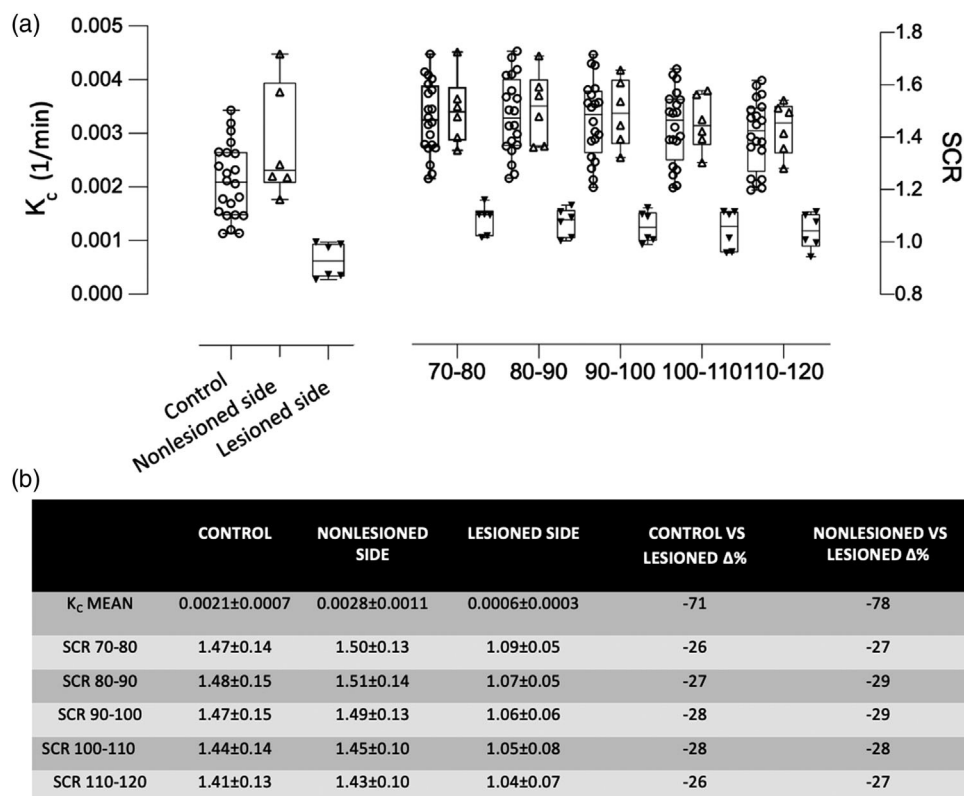 (a)
0.005
0.004
0.003
0.002
0.001
0.000
Kc (1/min)
1.8
1.6
1.4
1.2
1.0
0.8
SCR
Control
Nonlesioned side
Lesioned side
70-80 80-90 90-100 100-110 110-120
(b)
CONTROL NONLESIONED SIDE LESIONED SIDE CONTROL VS LESIONED Δ% NONLESIONED VS LESIONED Δ%
KC MEAN 0.0021±0.0007 0.0028±0.0011 0.0006±0.0003 -71 -78
SCR 70-80 1.47±0.14 1.50±0.13 1.09±0.05 -26 -27
SCR 80-90 1.48±0.15 1.51±0.14 1.07±0.05 -27 -29
SCR 90-100 1.47±0.15 1.49±0.13 1.06±0.06 -28 -29
SCR 100-110 1.44±0.14 1.45±0.10 1.05±0.08 -28 -28
SCR 110-120 1.41±0.13 1.43±0.10 1.04±0.07 -26 -27